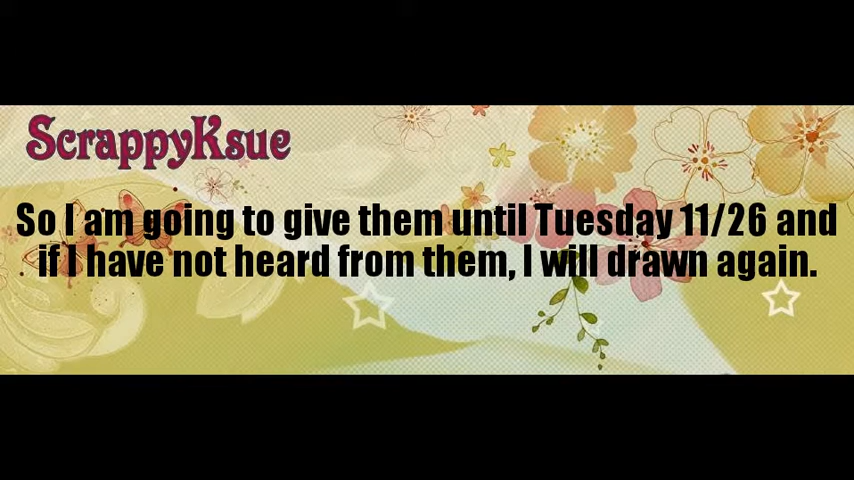 ScrappyKsue
So I am going to give them until Tuesday 11/26 and
if I have not heard from them, I will drawn again.